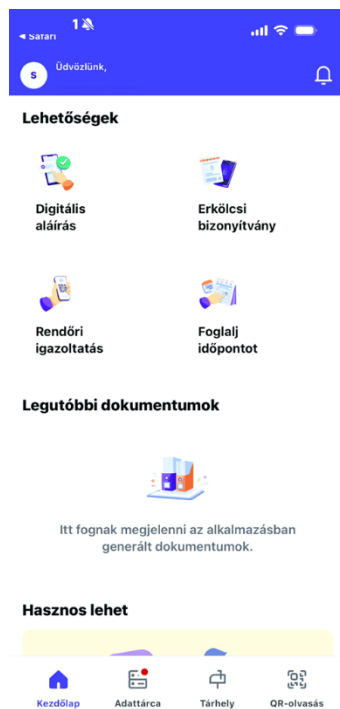 1
◀ Safari
S
Üdvözlünk,
Lehetőségek
Digitális
aláírás
Erkölcsi
bizonyítvány
Rendőri
igazoltatás
Foglalj
időpontot
Legutóbbi dokumentumok
Itt fognak megjelenni az alkalmazásban
generált dokumentumok.
Hasznos lehet
Kezdőlap
Adattárca
Tárhely
QR-olvasás